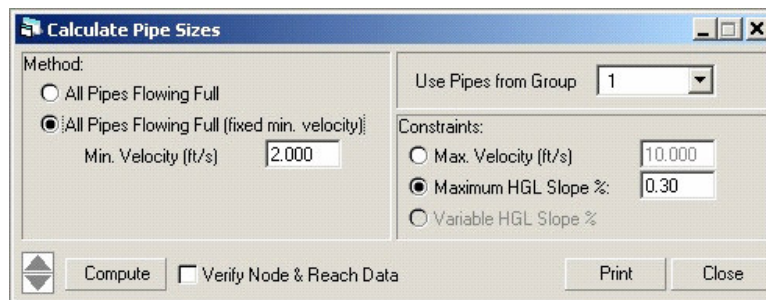 Calculate Pipe Sizes
Method:
All Pipes Flowing Full
All Pipes Flowing Full (fixed min. velocity)
Min. Velocity (ft/s) 2.000
Use Pipes from Group 1
Constraints:
Max. Velocity (ft/s) 10.000
Maximum HGL Slope %: 0.30
Variable HGL Slope %
Compute Verify Node & Reach Data Print Close